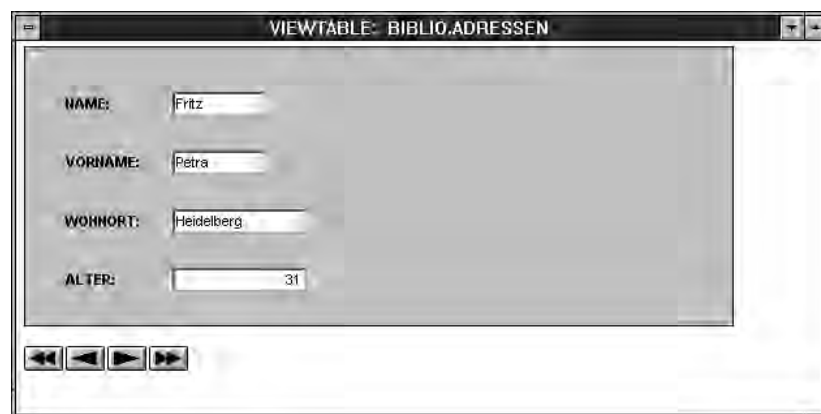 VIEWTABLE: BIBLIO.ADRESSEN
NAME: Fritz
VORNAME: Petra
WOHNORT: Heidelberg
ALTER: 31